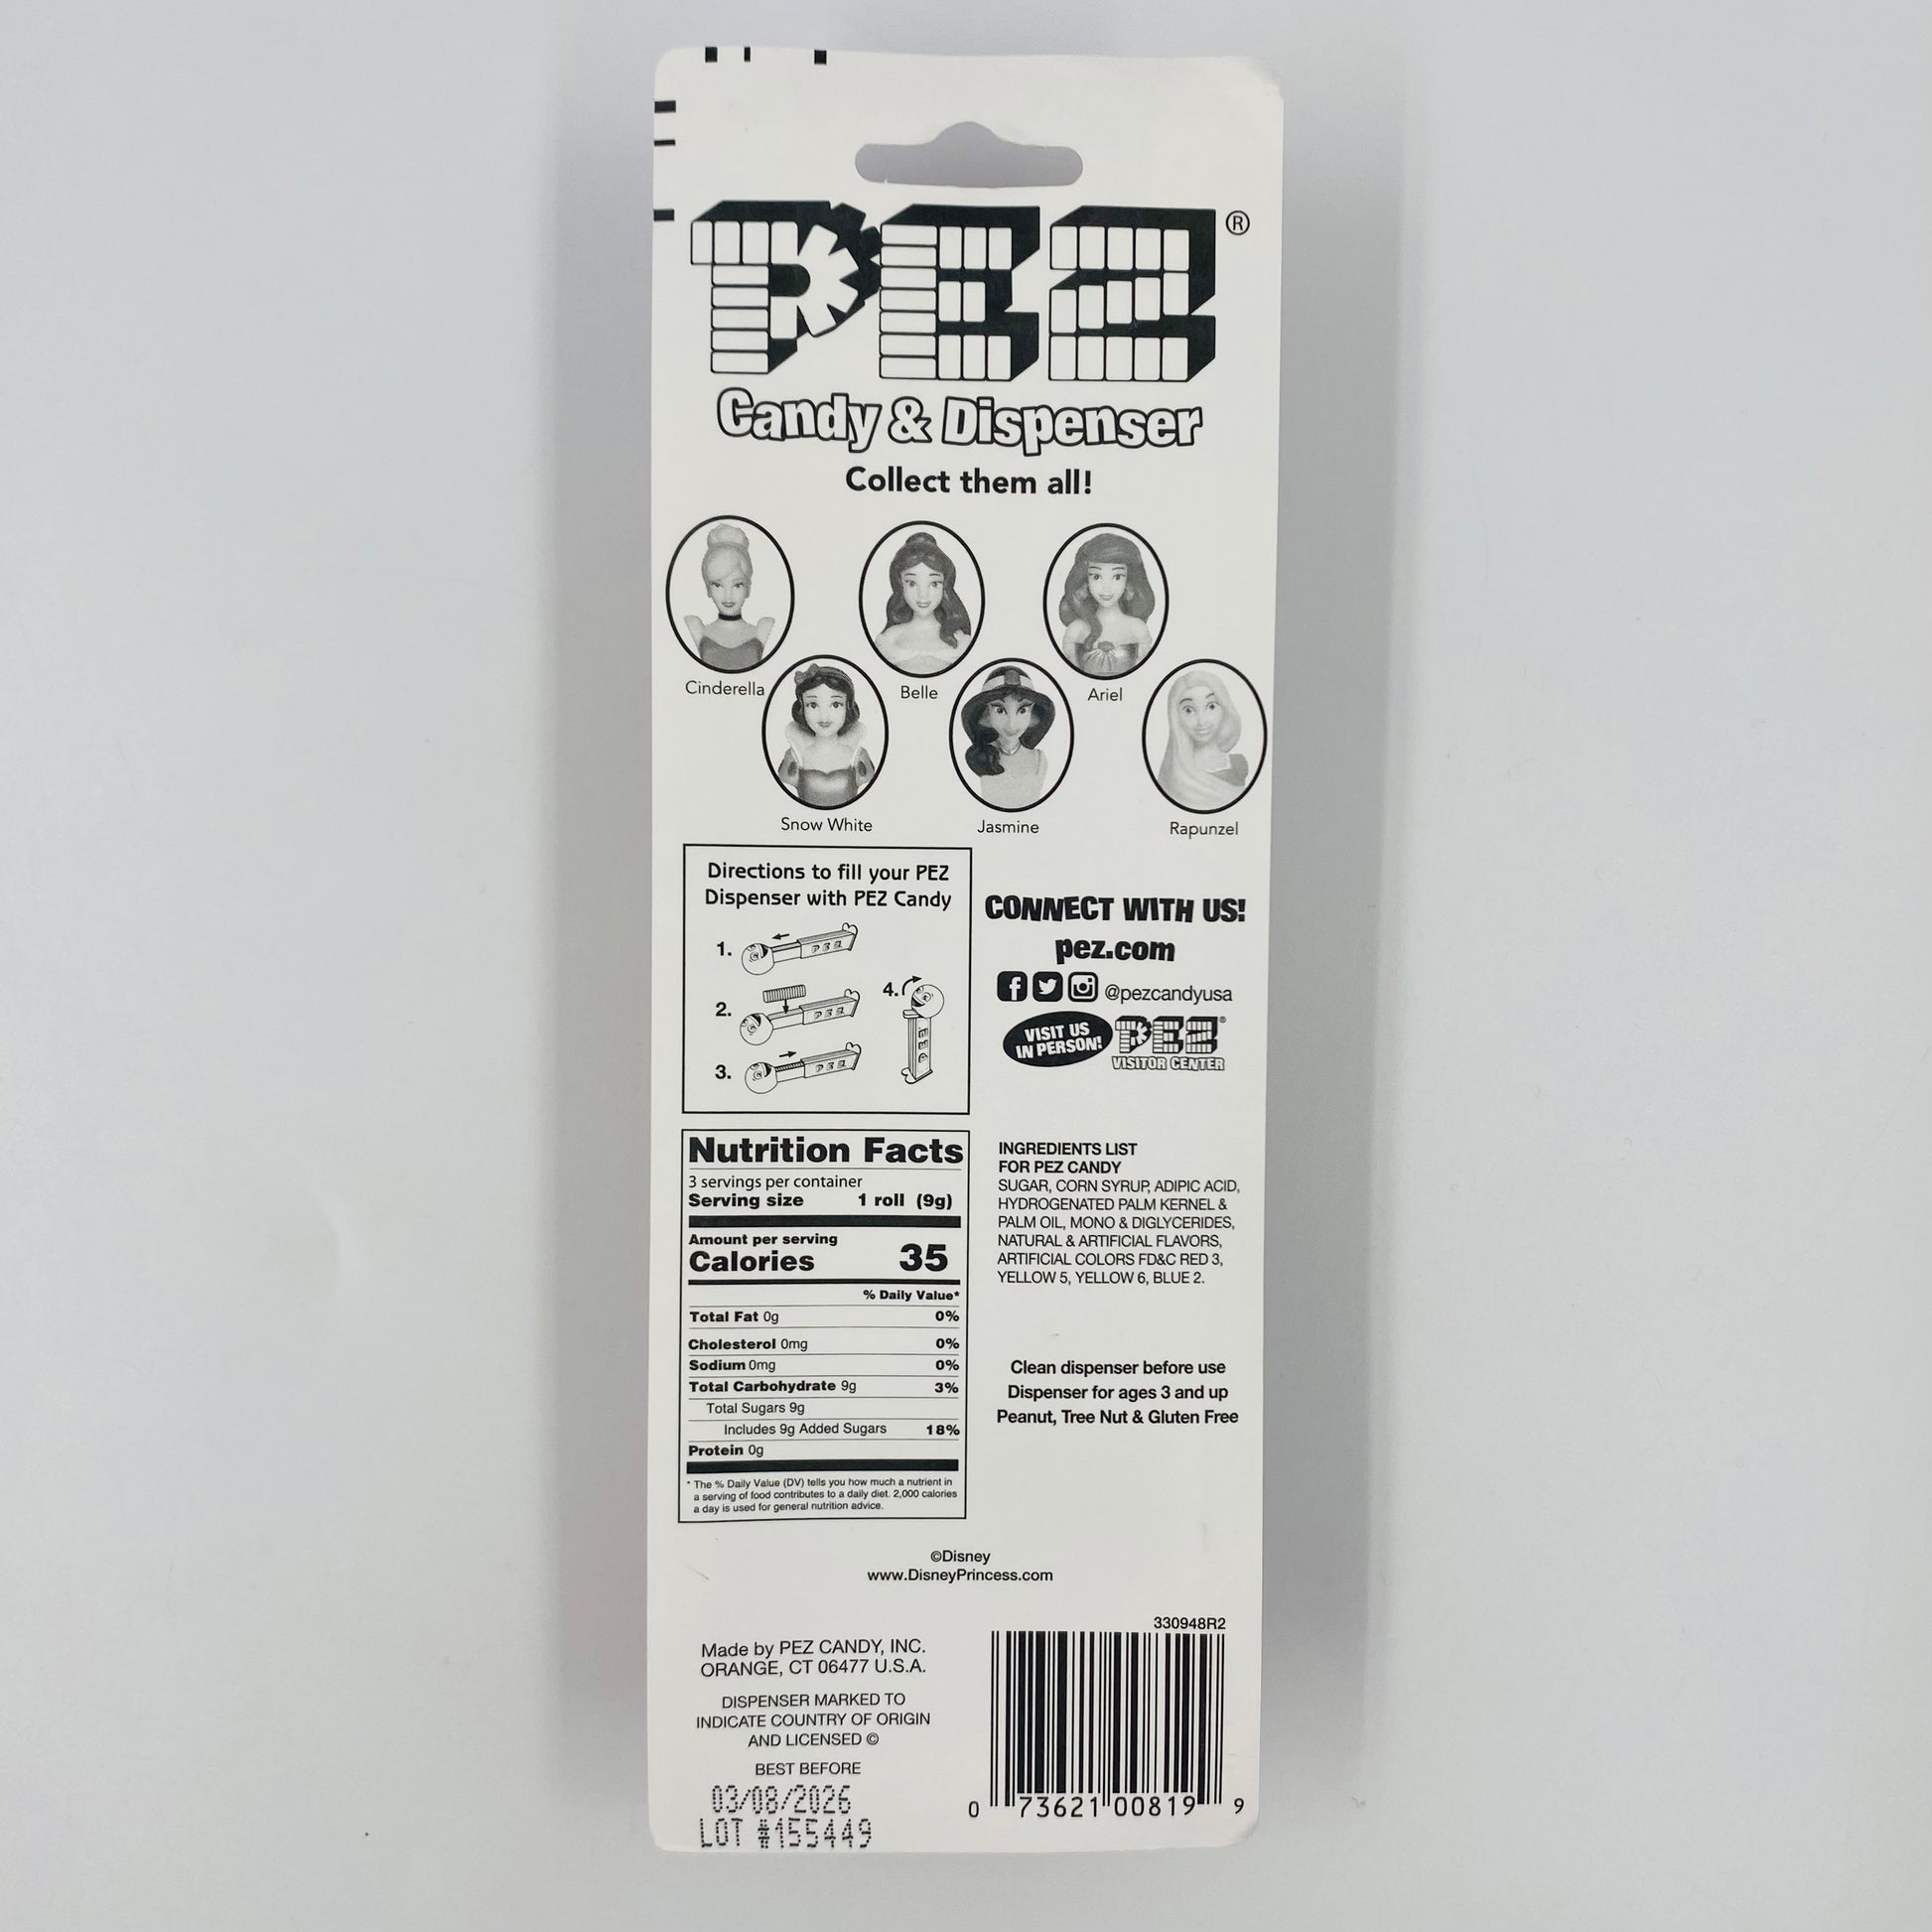 PEZ®
Candy & Dispenser
Collect them all!
Cinderella
Belle
Ariel
Snow White
Jasmine
Rapunzel
Directions to fill your PEZ
Dispenser with PEZ Candy
1.
PEZ
2.
PEZ
3.
PEZ
4.
PEZ
CONNECT WITH US!
pez.com
@pezcandyusa
VISIT US
IN PERSON!
PEZ®
VISITOR CENTER
Nutrition Facts
3 servings per container
Serving size 1 roll (9g)
Amount per serving
Calories 35
% Daily Value*
Total Fat 0g 0%
Cholesterol 0mg 0%
Sodium 0mg 0%
Total Carbohydrate 9g 3%
Total Sugars 9g
Includes 9g Added Sugars 18%
Protein 0g
* The % Daily Value (DV) tells you how much a nutrient in
a serving of food contributes to a daily diet. 2,000 calories
a day is used for general nutrition advice.
INGREDIENTS LIST
FOR PEZ CANDY
SUGAR, CORN SYRUP, ADIPIC ACID,
HYDROGENATED PALM KERNEL &
PALM OIL, MONO & DIGLYCERIDES,
NATURAL & ARTIFICIAL FLAVORS,
ARTIFICIAL COLORS FD&C RED 3,
YELLOW 5, YELLOW 6, BLUE 2.
Clean dispenser before use
Dispenser for ages 3 and up
Peanut, Tree Nut & Gluten Free
©Disney
www.DisneyPrincess.com
Made by PEZ CANDY, INC.
ORANGE, CT 06477 U.S.A.
DISPENSER MARKED TO
INDICATE COUNTRY OF ORIGIN
AND LICENSED ©
BEST BEFORE
03/08/2026
LOT #155449
330948R2
0 73621 00819 9